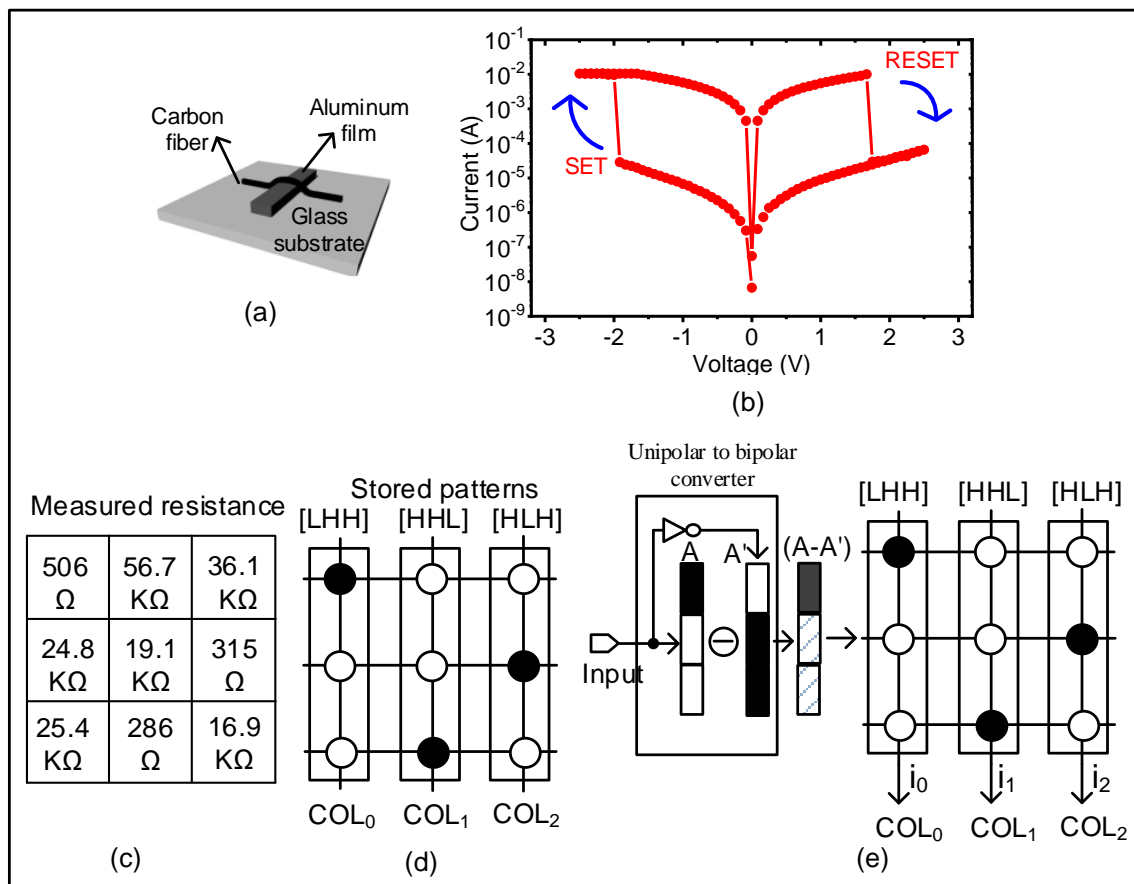 Carbon
fiber
Aluminum
film
Glass
substrate
(a)
10⁻¹
10⁻²
10⁻³
10⁻⁴
10⁻⁵
10⁻⁶
10⁻⁷
10⁻⁸
10⁻⁹
Current (A)
SET
RESET
-3 -2 -1 0 1 2 3
Voltage (V)
(b)
Measured resistance
506 Ω 56.7 KΩ 36.1 KΩ
24.8 KΩ 19.1 KΩ 315 Ω
25.4 KΩ 286 Ω 16.9 KΩ
(c)
Stored patterns
[LHH] [HHL] [HLH]
COL₀ COL₁ COL₂
(d)
Unipolar to bipolar
converter
A A' (A-A')
Input
[LHH] [HHL] [HLH]
i₀ i₁ i₂
COL₀ COL₁ COL₂
(e)